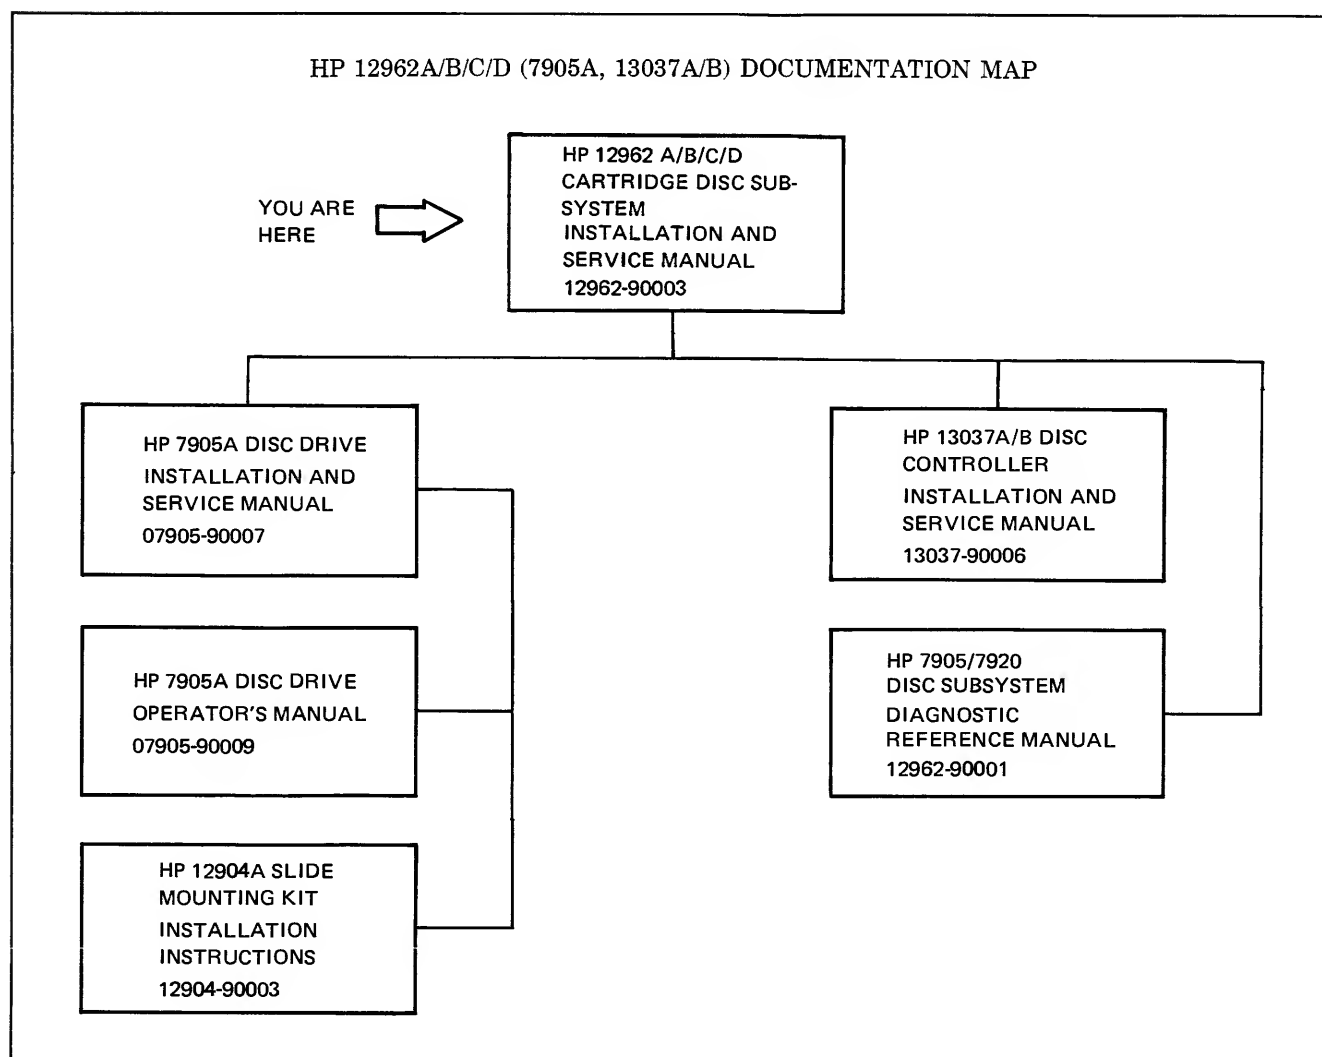 HP 12962A/B/C/D (7905A, 13037A/B) DOCUMENTATION MAP
YOU ARE
HERE
HP 12962 A/B/C/D
CARTRIDGE DISC SUB-
SYSTEM
INSTALLATION AND
SERVICE MANUAL
12962-90003
HP 7905A DISC DRIVE
INSTALLATION AND
SERVICE MANUAL
07905-90007
HP 7905A DISC DRIVE
OPERATOR'S MANUAL
07905-90009
HP 12904A SLIDE
MOUNTING KIT
INSTALLATION
INSTRUCTIONS
12904-90003
HP 13037A/B DISC
CONTROLLER
INSTALLATION AND
SERVICE MANUAL
13037-90006
HP 7905/7920
DISC SUBSYSTEM
DIAGNOSTIC
REFERENCE MANUAL
12962-90001